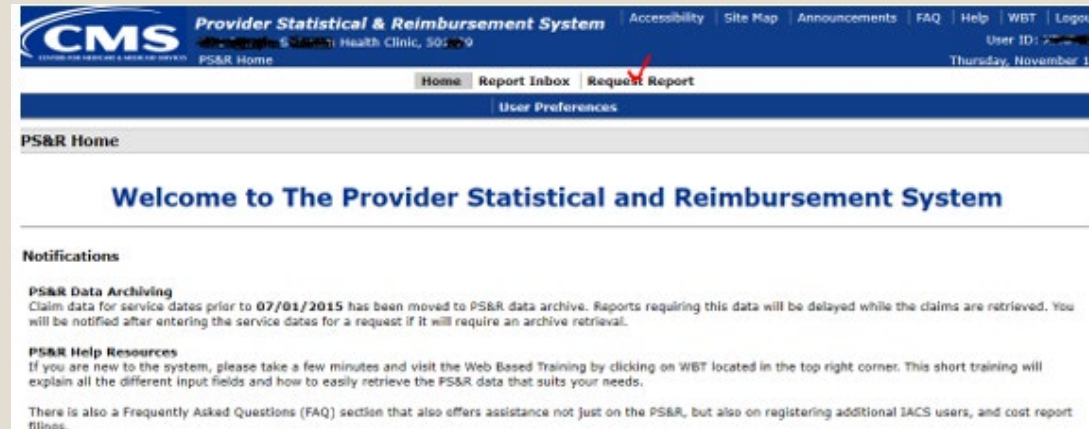 CMS
CENTERS FOR MEDICARE & MEDICAID SERVICES
Provider Statistical & Reimbursement System
Accessibility Site Map Announcements FAQ Help WBT Logou
Health Clinic,
User ID:
PS&R Home
Thursday, November 1
Home Report Inbox Request Report
User Preferences
PS&R Home
Welcome to The Provider Statistical and Reimbursement System
Notifications
PS&R Data Archiving
Claim data for service dates prior to 07/01/2015 has been moved to PS&R data archive. Reports requiring this data will be delayed while the claims are retrieved. You
will be notified after entering the service dates for a request if it will require an archive retrieval.
PS&R Help Resources
If you are new to the system, please take a few minutes and visit the Web Based Training by clicking on WBT located in the top right corner. This short training will
explain all the different input fields and how to easily retrieve the PS&R data that suits your needs.
There is also a Frequently Asked Questions (FAQ) section that also offers assistance not just on the PS&R, but also on registering additional IACS users, and cost report
filings.